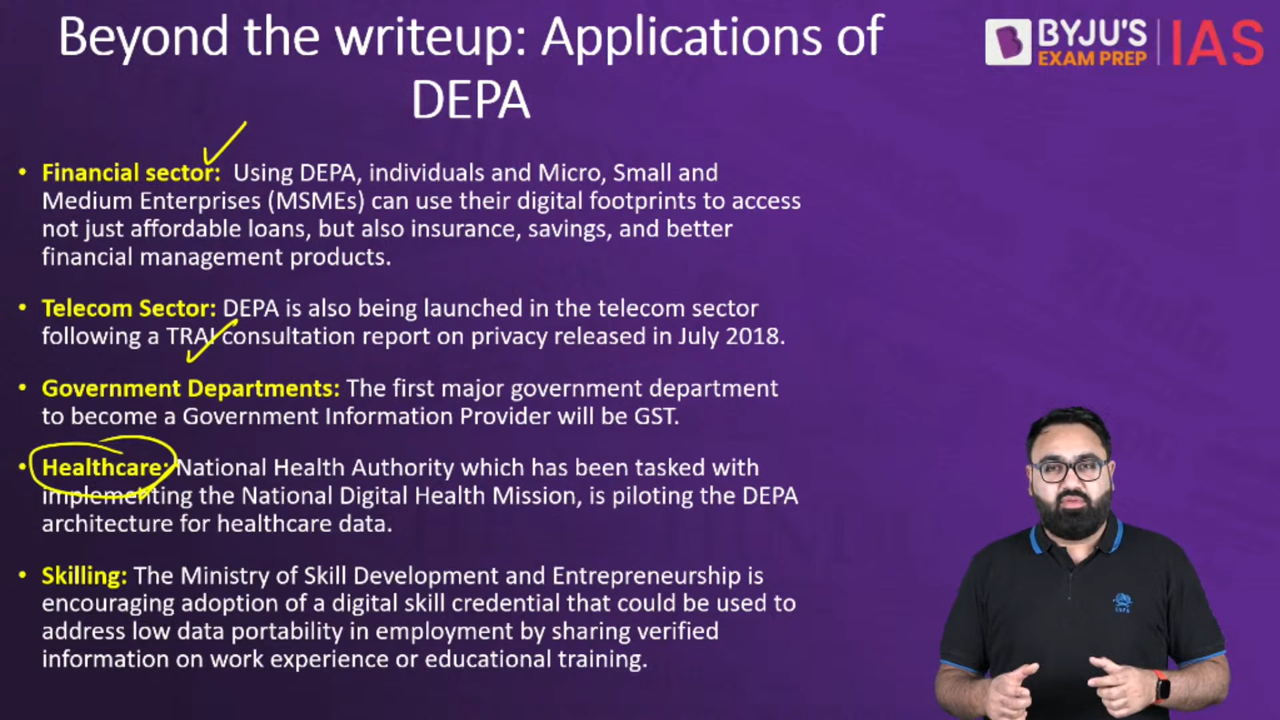 Beyond the writeup: Applications of
DEPA
BYJU'S
EXAM PREP
IAS
• Financial sector: Using DEPA, individuals and Micro, Small and
Medium Enterprises (MSMEs) can use their digital footprints to access
not just affordable loans, but also insurance, savings, and better
financial management products.
• Telecom Sector: DEPA is also being launched in the telecom sector
following a TRAI consultation report on privacy released in July 2018.
• Government Departments: The first major government department
to become a Government Information Provider will be GST.
• Healthcare: National Health Authority which has been tasked with
implementing the National Digital Health Mission, is piloting the DEPA
architecture for healthcare data.
• Skilling: The Ministry of Skill Development and Entrepreneurship is
encouraging adoption of a digital skill credential that could be used to
address low data portability in employment by sharing verified
information on work experience or educational training.